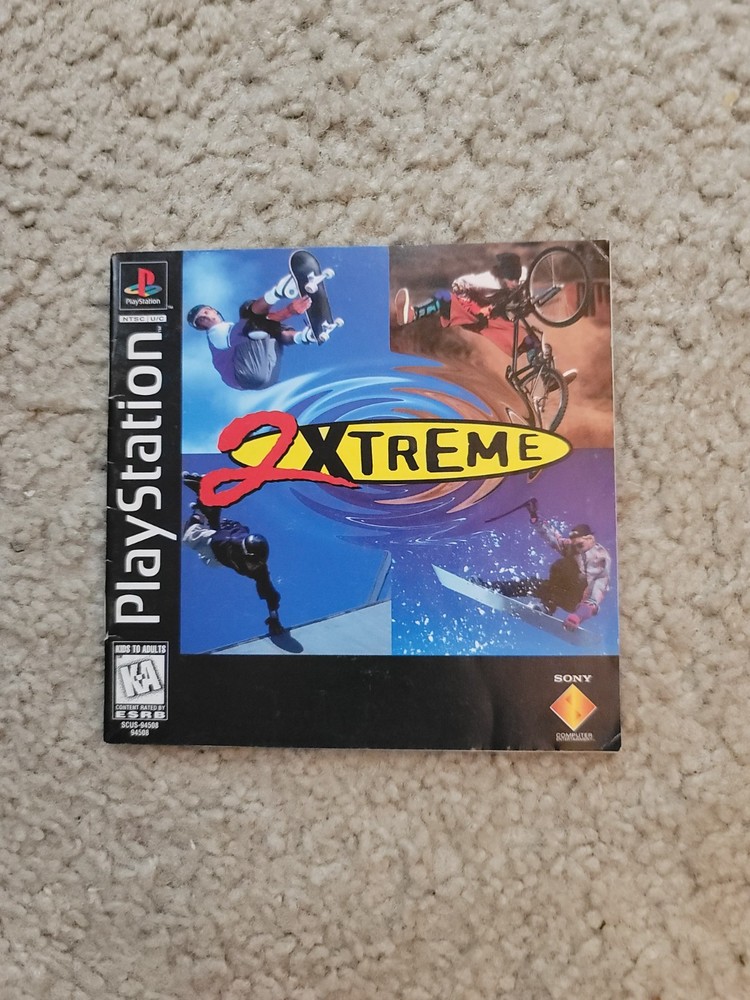 PlayStation
NTSC U/C
PlayStation
2XTREME
KIDS TO ADULTS
KA
CONTENT RATED BY
ESRB
SCUS-94508
94508
SONY
COMPUTER
ENTERTAINMENT